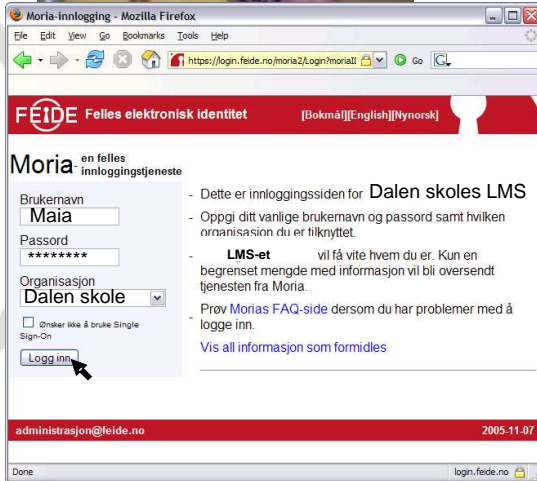 Moria-innlogging - Mozilla Firefox
File Edit View Go Bookmarks Tools Help
https://login.feide.no/moria2/Login?moriaII Go
FEIDE Felles elektronisk identitet [Bokmål][English][Nynorsk]
Moria- en felles innloggingstjeneste
Brukernavn
Maia
Passord
********
Organisasjon
Dalen skole
Ønsker ikke å bruke Single
Sign-On
Logg inn
- Dette er innloggingssiden for Dalen skoles LMS
- Oppgi ditt vanlige brukernavn og passord samt hvilken
organisasjon du er tilknyttet.
- LMS-et vil få vite hvem du er. Kun en
begrenset mengde med informasjon vil bli oversendt
tjenesten fra Moria.
- Prøv Morias FAQ-side dersom du har problemer med å
logge inn.
Vis all informasjon som formidles
administrasjon@feide.no 2005-11-07
Done login.feide.no